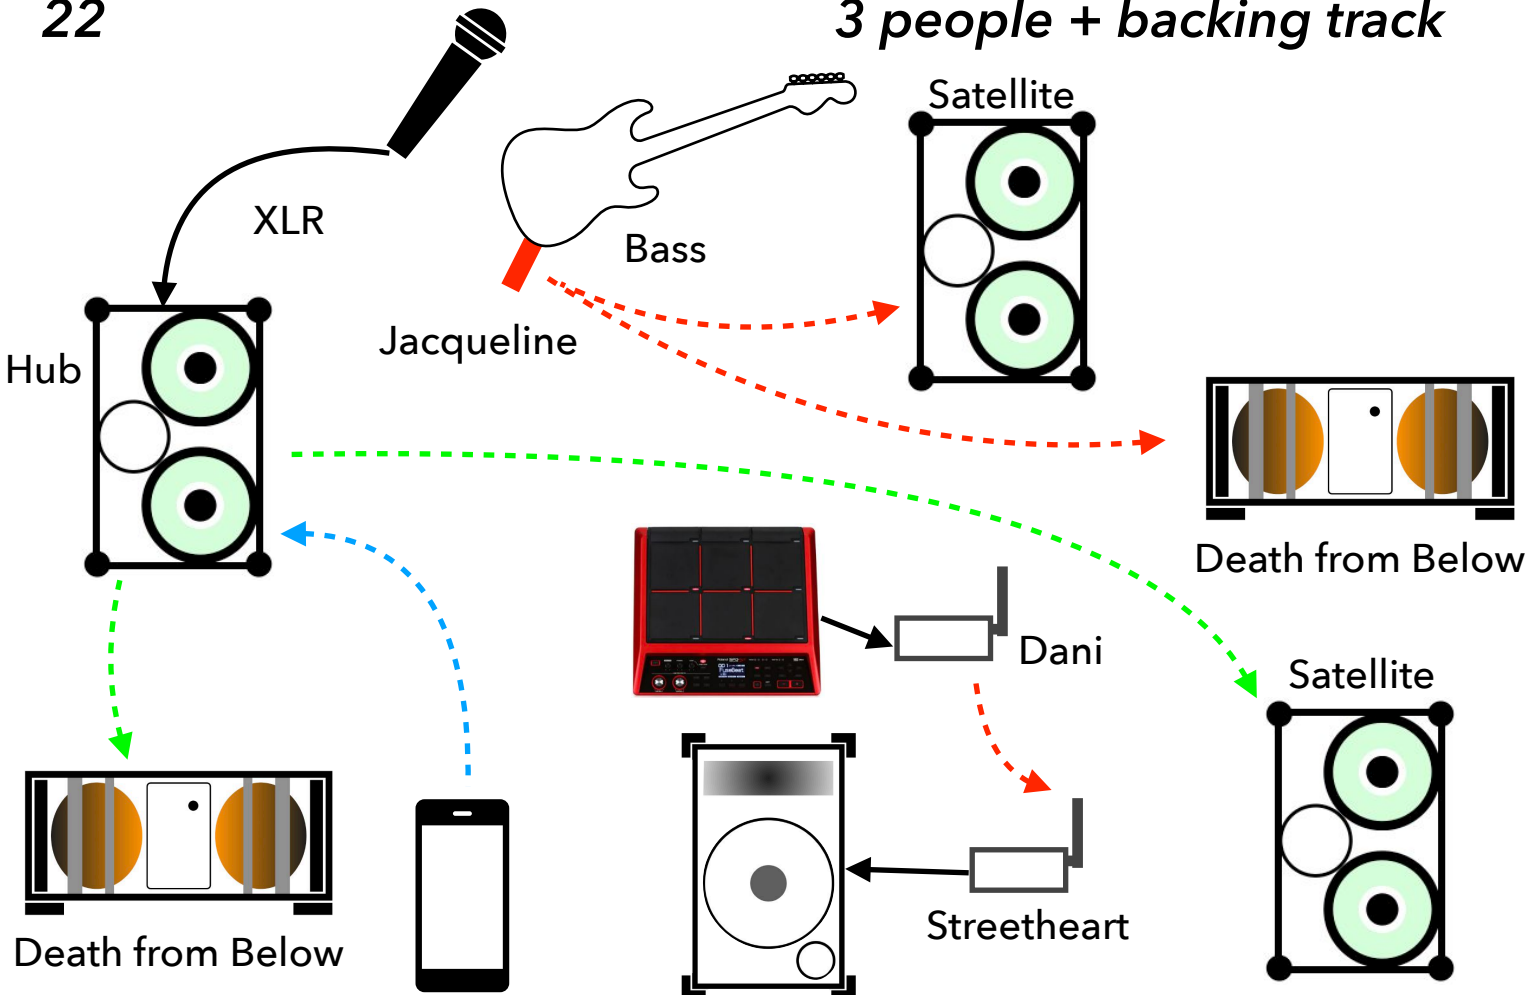 22
3 people + backing track
Satellite
XLR
Bass
Jacqueline
Hub
Death from Below
Dani
Satellite
Streetheart
Death from Below